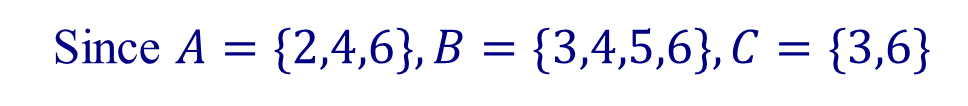 Since A = {2,4,6}, B = {3,4,5,6}, C = {3,6}